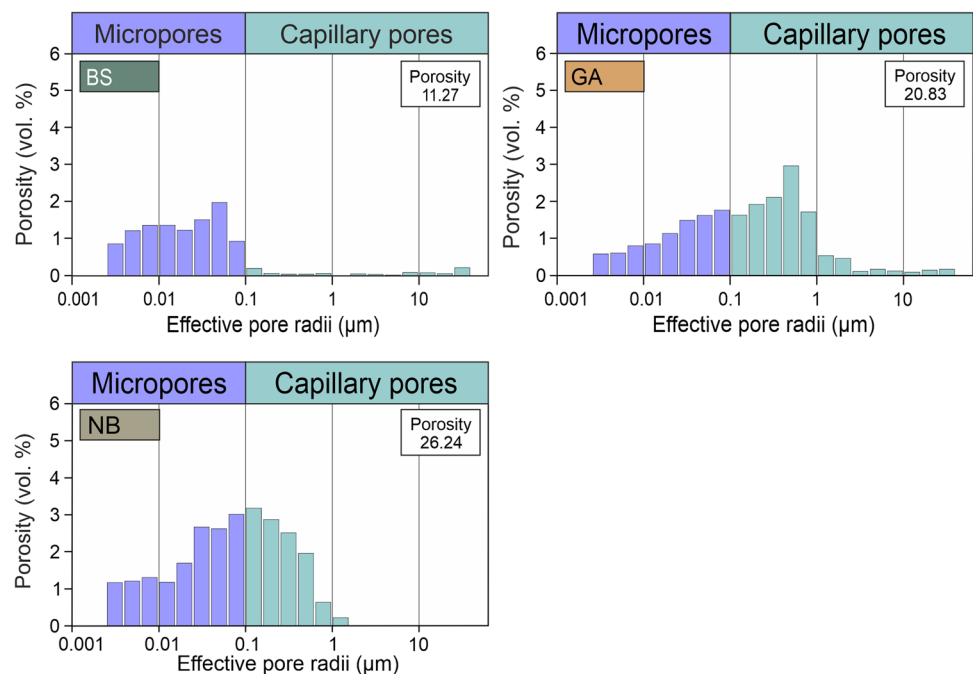 Micropores Capillary pores
6
5
4
3
2
1
0
Porosity (vol. %)
BS
Porosity
11.27
0.001 0.01 0.1 1 10
Effective pore radii (µm)
Micropores Capillary pores
6
5
4
3
2
1
0
Porosity (vol. %)
GA
Porosity
20.83
0.001 0.01 0.1 1 10
Effective pore radii (µm)
Micropores Capillary pores
6
5
4
3
2
1
0
Porosity (vol. %)
NB
Porosity
26.24
0.001 0.01 0.1 1 10
Effective pore radii (µm)